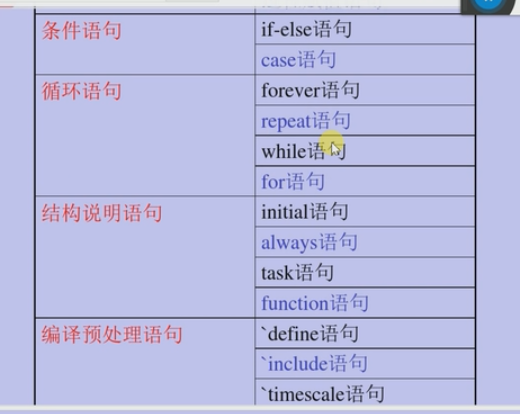 条件语句
if-else语句
case语句
循环语句
forever语句
repeat语句
while语句
for语句
结构说明语句
initial语句
always语句
task语句
function语句
编译预处理语句
`define语句
`include语句
`timescale语句